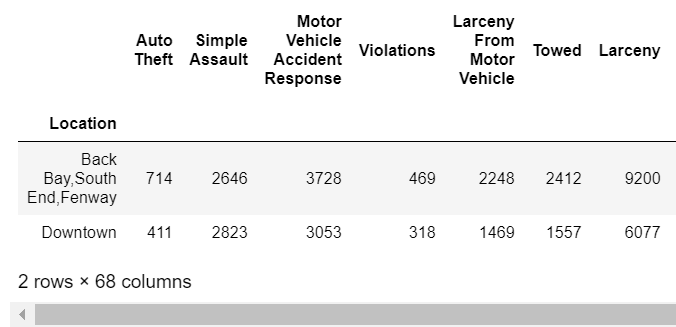 Auto Theft Simple Assault Motor Vehicle Accident Response Violations Larceny From Motor Vehicle Towed Larceny
Location
Back Bay,South End,Fenway 714 2646 3728 469 2248 2412 9200
Downtown 411 2823 3053 318 1469 1557 6077
2 rows × 68 columns